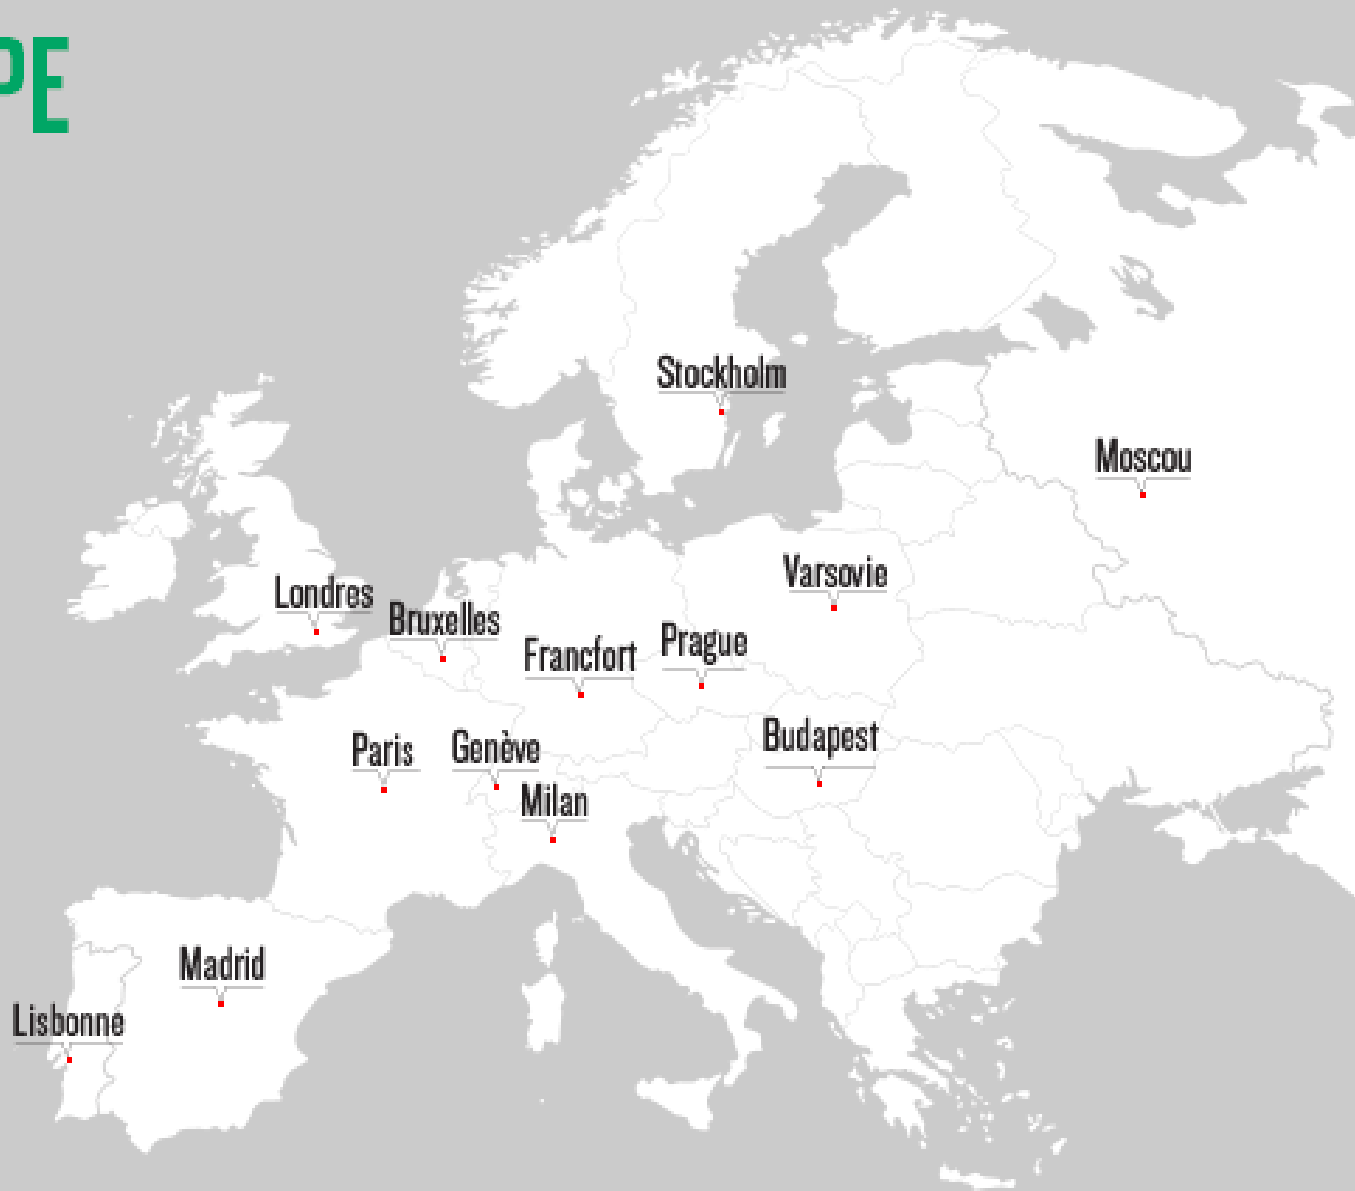 PE
Stockholm
Moscou
Varsovie
Londres
Bruxelles
Francfort
Prague
Budapest
Paris
Genève
Milan
Madrid
Lisbonne